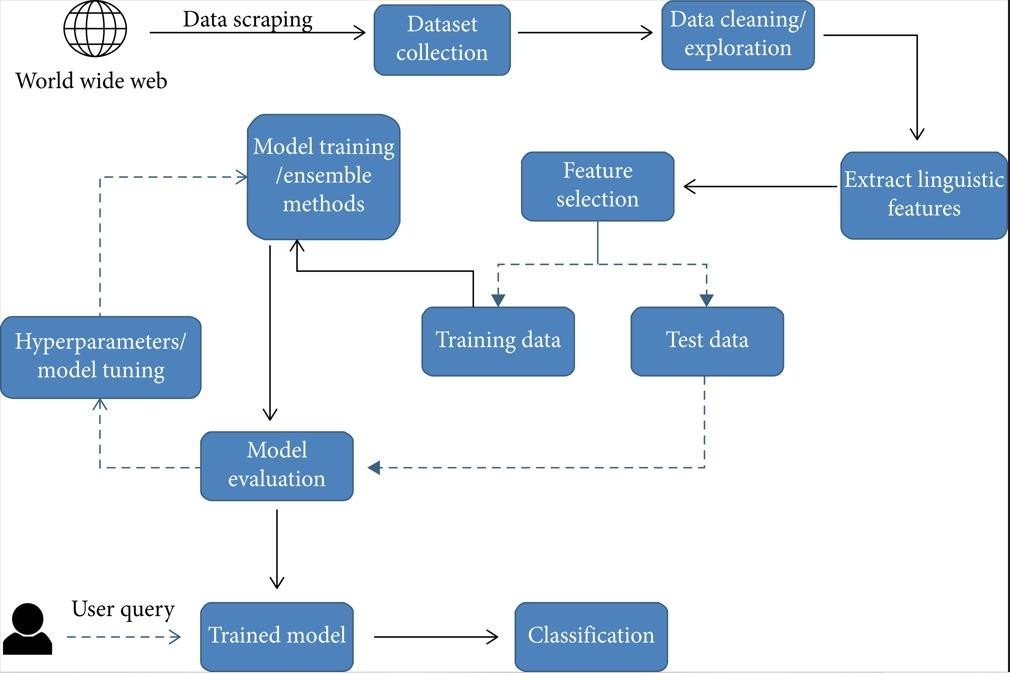 Data scraping
World wide web
Dataset
collection
Data cleaning/
exploration
Model training
/ensemble
methods
Feature
selection
Extract linguistic
features
Hyperparameters/
model tuning
Training data
Test data
Model
evaluation
User query
Trained model
Classification